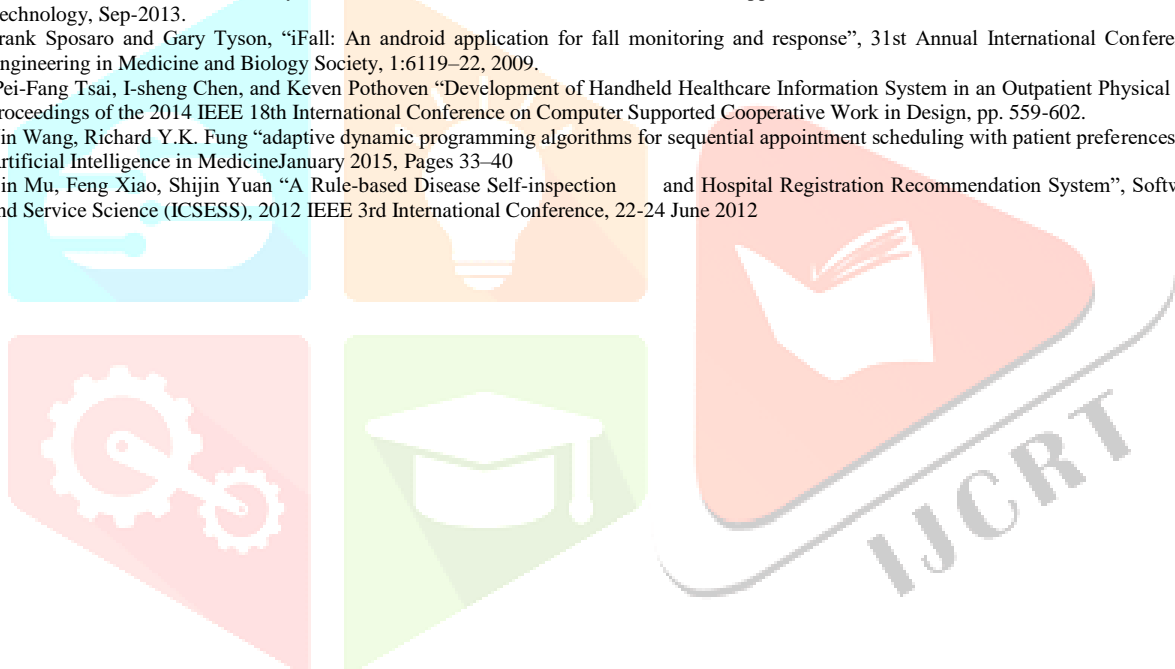 echnology, Sep-2013.
rank Sposaro and Gary Tyson, “iFall: An android application for fall monitoring and response”, 31st Annual International Confere
ngineering in Medicine and Biology Society, 1:6119–22, 2009.
Pei-Fang Tsai, I-sheng Chen, and Keven Pothoven “Development of Handheld Healthcare Information System in an Outpatient Physical
roceedings of the 2014 IEEE 18th International Conference on Computer Supported Cooperative Work in Design, pp. 559-602.
in Wang, Richard Y.K. Fung “adaptive dynamic programming algorithms for sequential appointment scheduling with patient preferences
rtificial Intelligence in MedicineJanuary 2015, Pages 33–40
in Mu, Feng Xiao, Shijin Yuan “A Rule-based Disease Self-inspection and Hospital Registration Recommendation System”, Softw
nd Service Science (ICSESS), 2012 IEEE 3rd International Conference, 22-24 June 2012
IJCRT